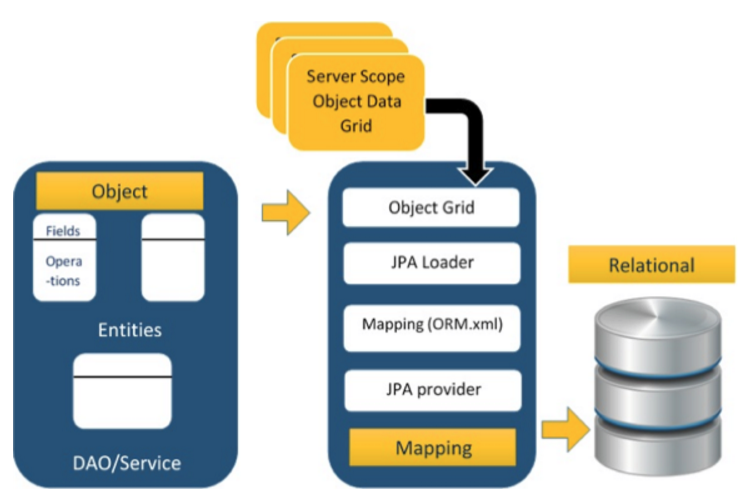 Server Scope
Object Data
Grid
Object
Fields
Opera
-tions
Entities
DAO/Service
Object Grid
JPA Loader
Mapping (ORM.xml)
JPA provider
Mapping
Relational